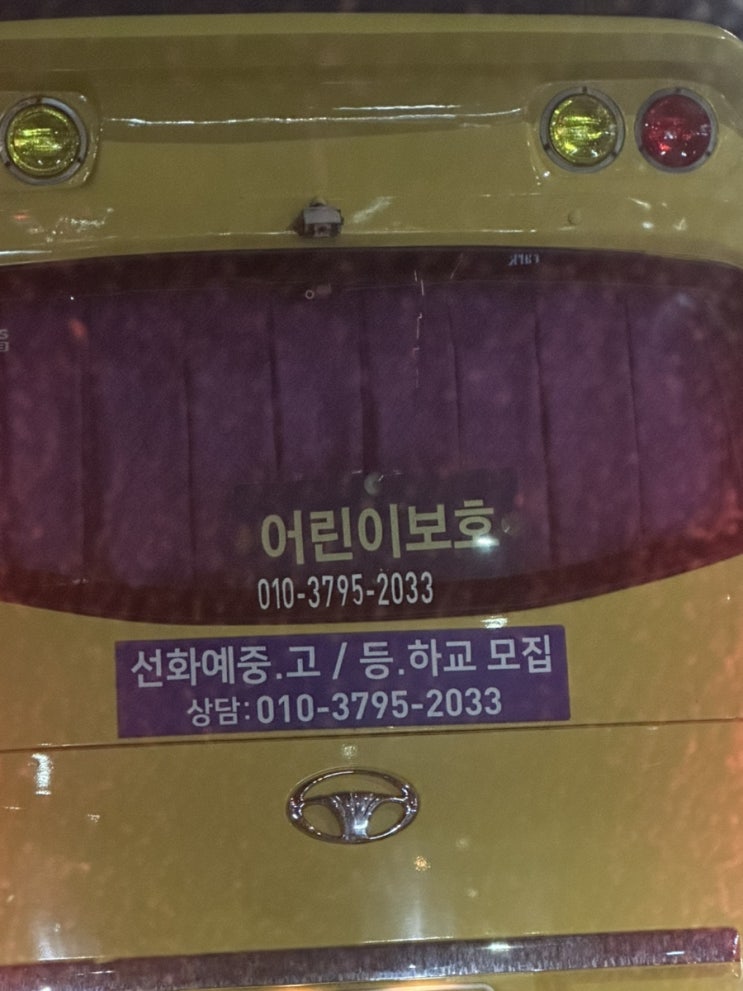 어린이보호
010-3795-2033
선화예중.고 / 등.하교 모집
상담:010-3795-2033